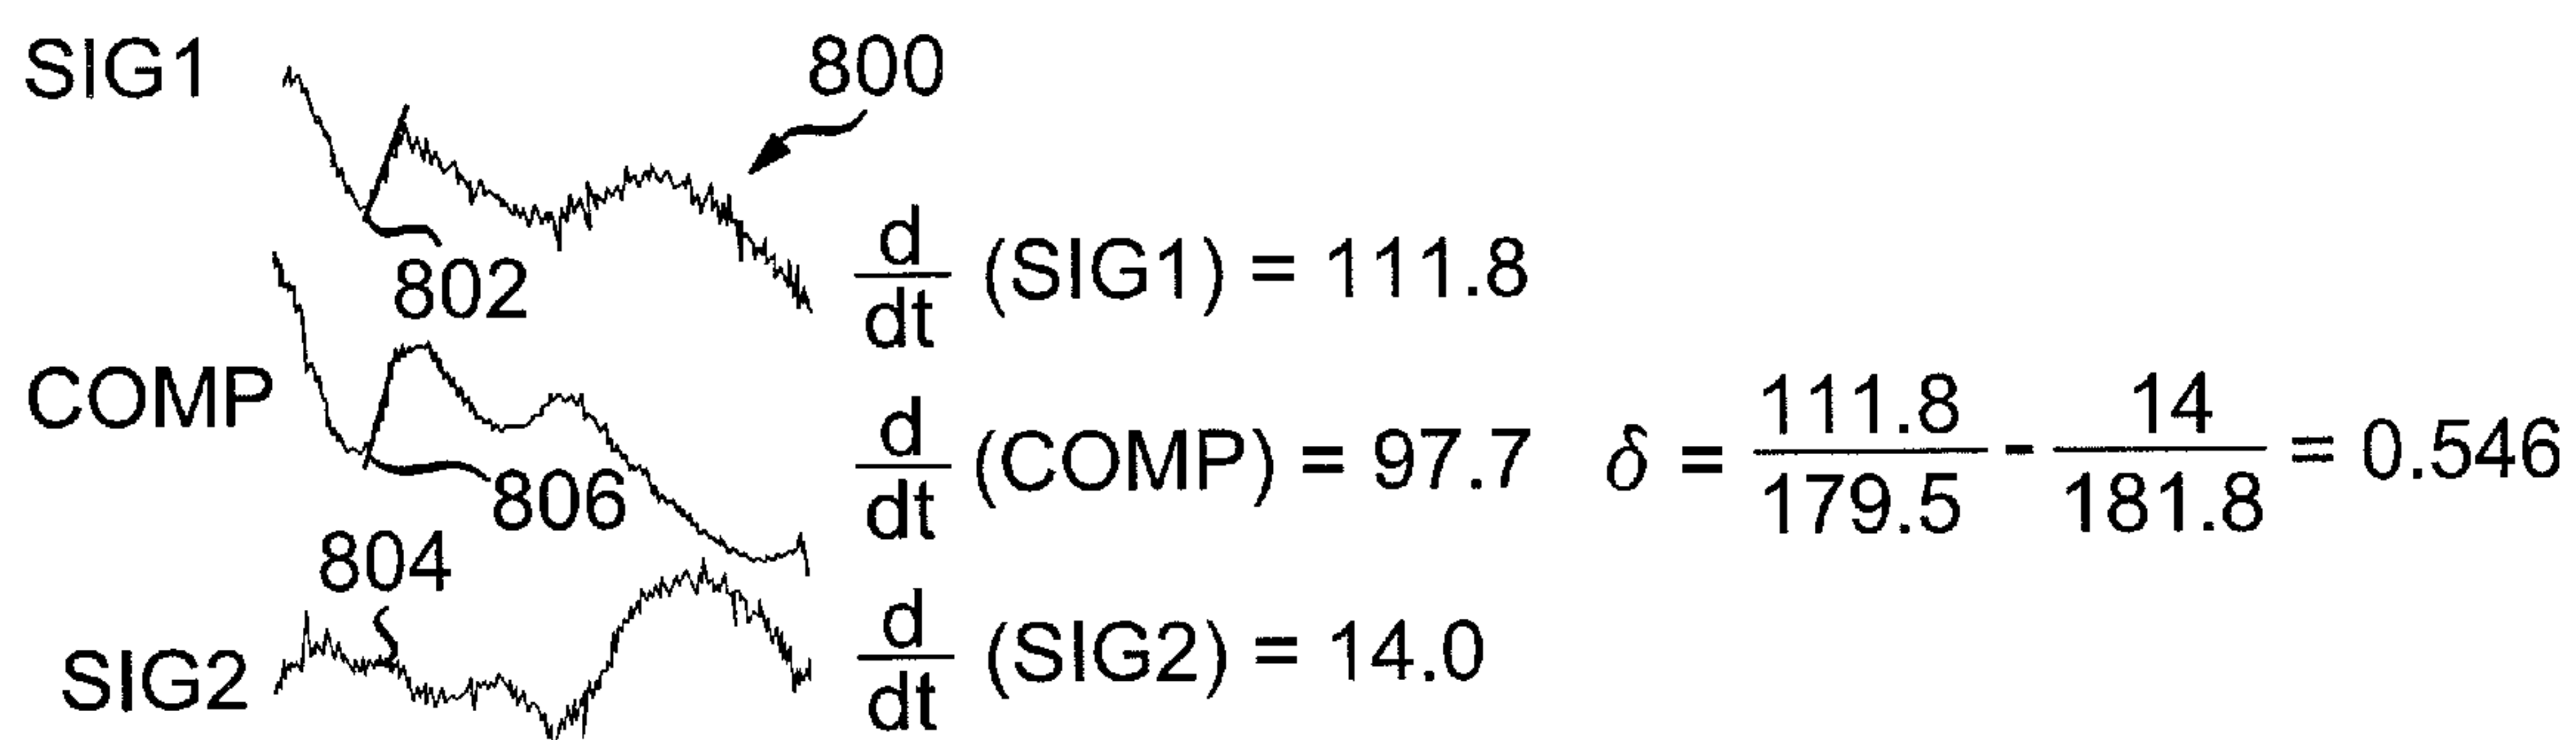 SIG1
800
802
d/dt (SIG1) = 111.8
COMP
806
d/dt (COMP) = 97.7
δ = 111.8/179.5 - 14/181.8 = 0.546
804
SIG2
d/dt (SIG2) = 14.0